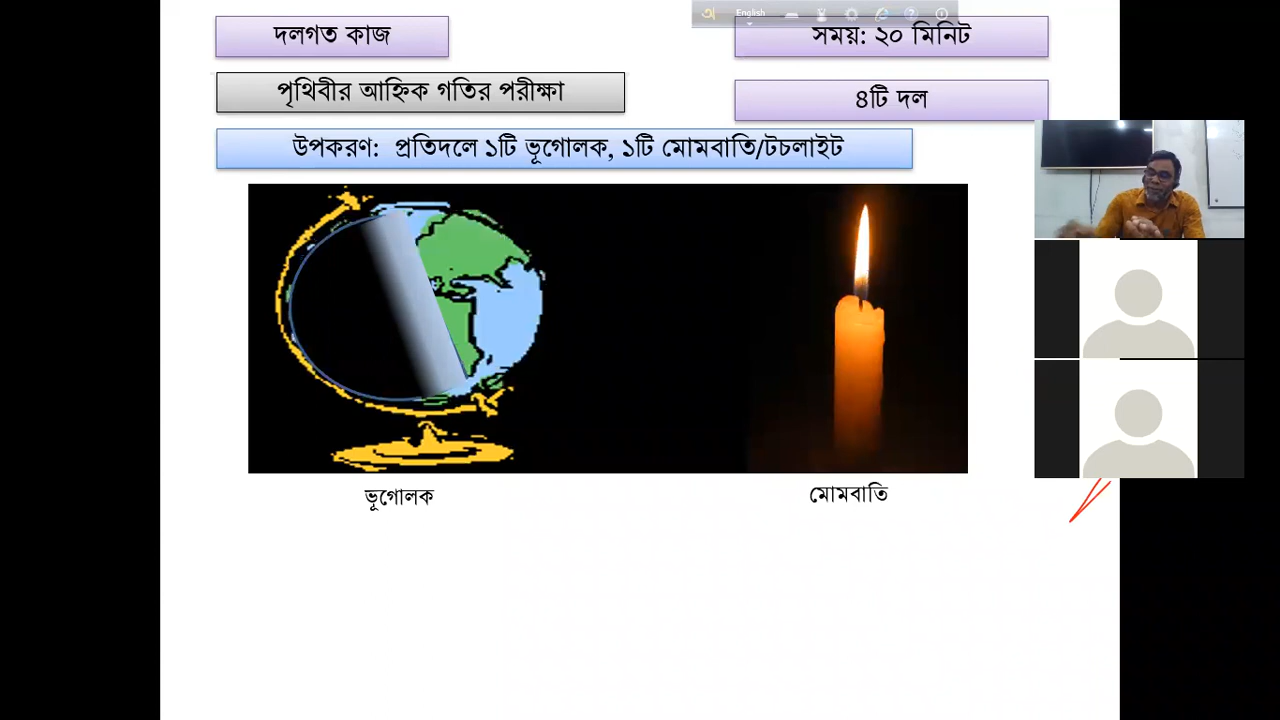 English
দলগত কাজ
সময়: ২০ মিনিট
পৃথিবীর আহ্নিক গতির পরীক্ষা
৪টি দল
উপকরণ: প্রতিদলে ১টি ভূগোলক, ১টি মোমবাতি/টচলাইট
ভূগোলক
মোমবাতি